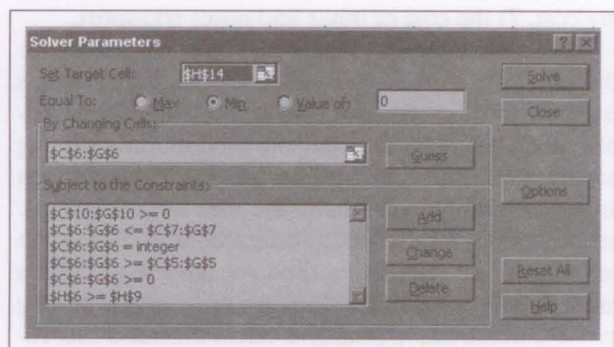 Solver Parameters
Set Target Cell: $H$14 Solve
Equal To: Max Min Value of: 0 Close
By Changing Cells:
$C$6:$G$6 Guess
Subject to the Constraints: Options
$C$10:$G$10 >= 0 Add
$C$6:$G$6 <= $C$7:$G$7
$C$6:$G$6 = integer Change
$C$6:$G$6 >= $C$5:$G$5 Reset All
$C$6:$G$6 >= 0 Delete
$H$6 >= $H$9 Help